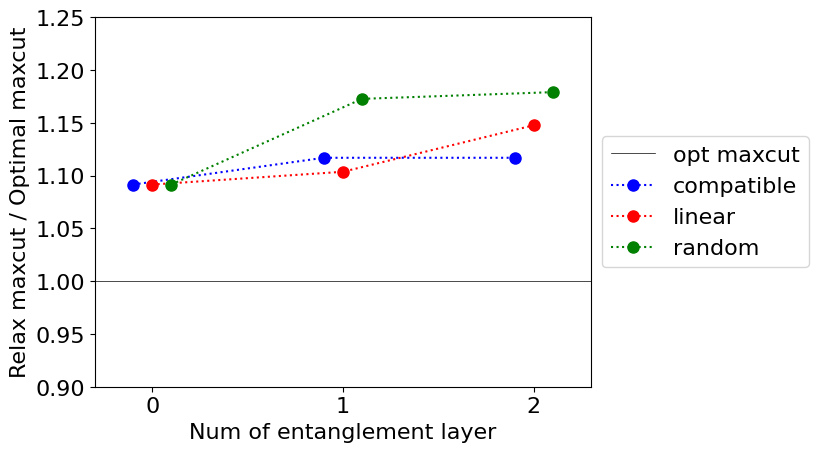 Relax maxcut / Optimal maxcut
1.25
1.20
1.15
1.10
1.05
1.00
0.95
0.90
0
1
2
Num of entanglement layer
opt maxcut
compatible
linear
random